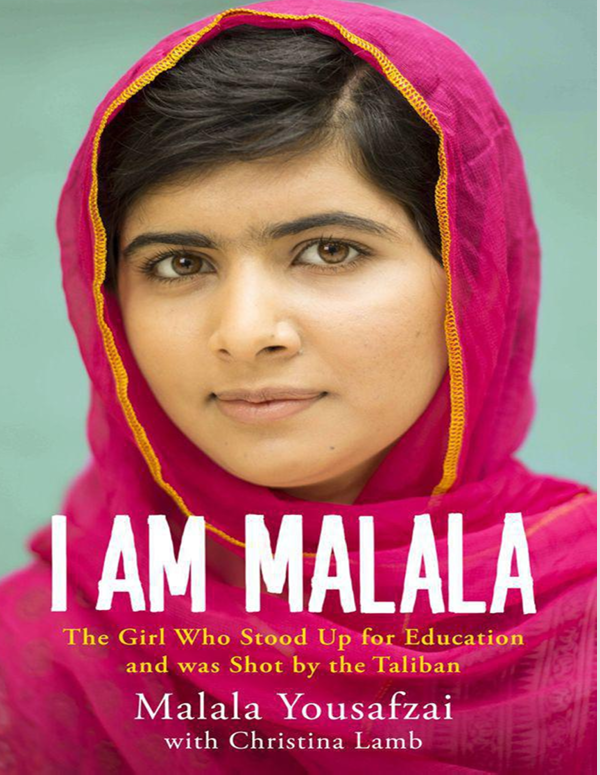 I AM MALALA
The Girl Who Stood Up for Education
and was Shot by the Taliban
Malala Yousafzai
with Christina Lamb